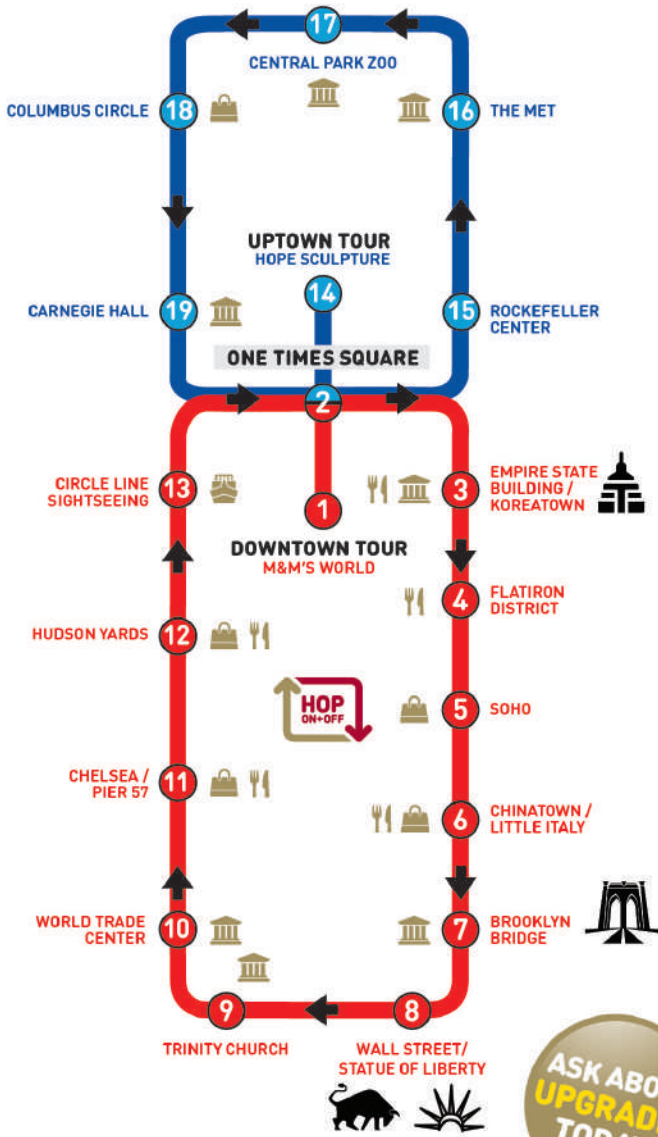 17
CENTRAL PARK ZOO
COLUMBUS CIRCLE
18
16
THE MET
UPTOWN TOUR
HOPE SCULPTURE
14
CARNEGIE HALL
19
15
ROCKEFELLER
CENTER
ONE TIMES SQUARE
2
CIRCLE LINE
SIGHTSEEING
13
1
3
EMPIRE STATE
BUILDING /
KOREATOWN
DOWNTOWN TOUR
M&M'S WORLD
4
FLATIRON
DISTRICT
HUDSON YARDS
12
HOP
ON+OFF
5
SOHO
CHELSEA /
PIER 57
11
6
CHINATOWN /
LITTLE ITALY
WORLD TRADE
CENTER
10
7
BROOKLYN
BRIDGE
9
TRINITY CHURCH
8
WALL STREET/
STATUE OF LIBERTY
ASK